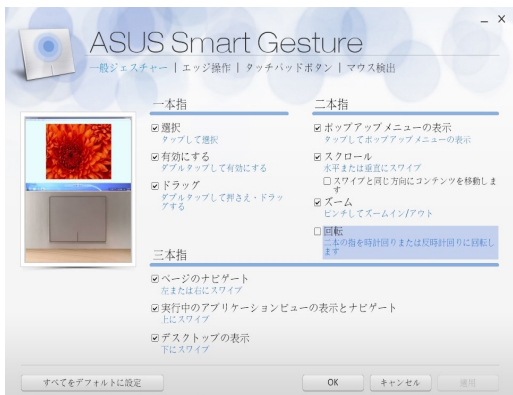 ASUS Smart Gesture
一般ジェスチャー | エッジ操作 | タッチパッドボタン | マウス検出
一本指
選択
タップして選択
有効にする
ダブルタップして有効にする
ドラッグ
ダブルタップして押さえ・ドラッ
グする
二本指
ポップアップメニューの表示
タップしてポップアップメニューの表示
スクロール
水平または垂直にスワイプ
スワイプと同じ方向にコンテンツを移動しま
す
ズーム
ピンチしてズームイン/アウト
回転
二本の指を時計回りまたは反時計回りに回転し
ます
三本指
ページのナビゲート
左または右にスワイプ
実行中のアプリケーションビューの表示とナビゲート
上にスワイプ
デスクトップの表示
下にスワイプ
すべてをデフォルトに設定
OK
キャンセル
適用